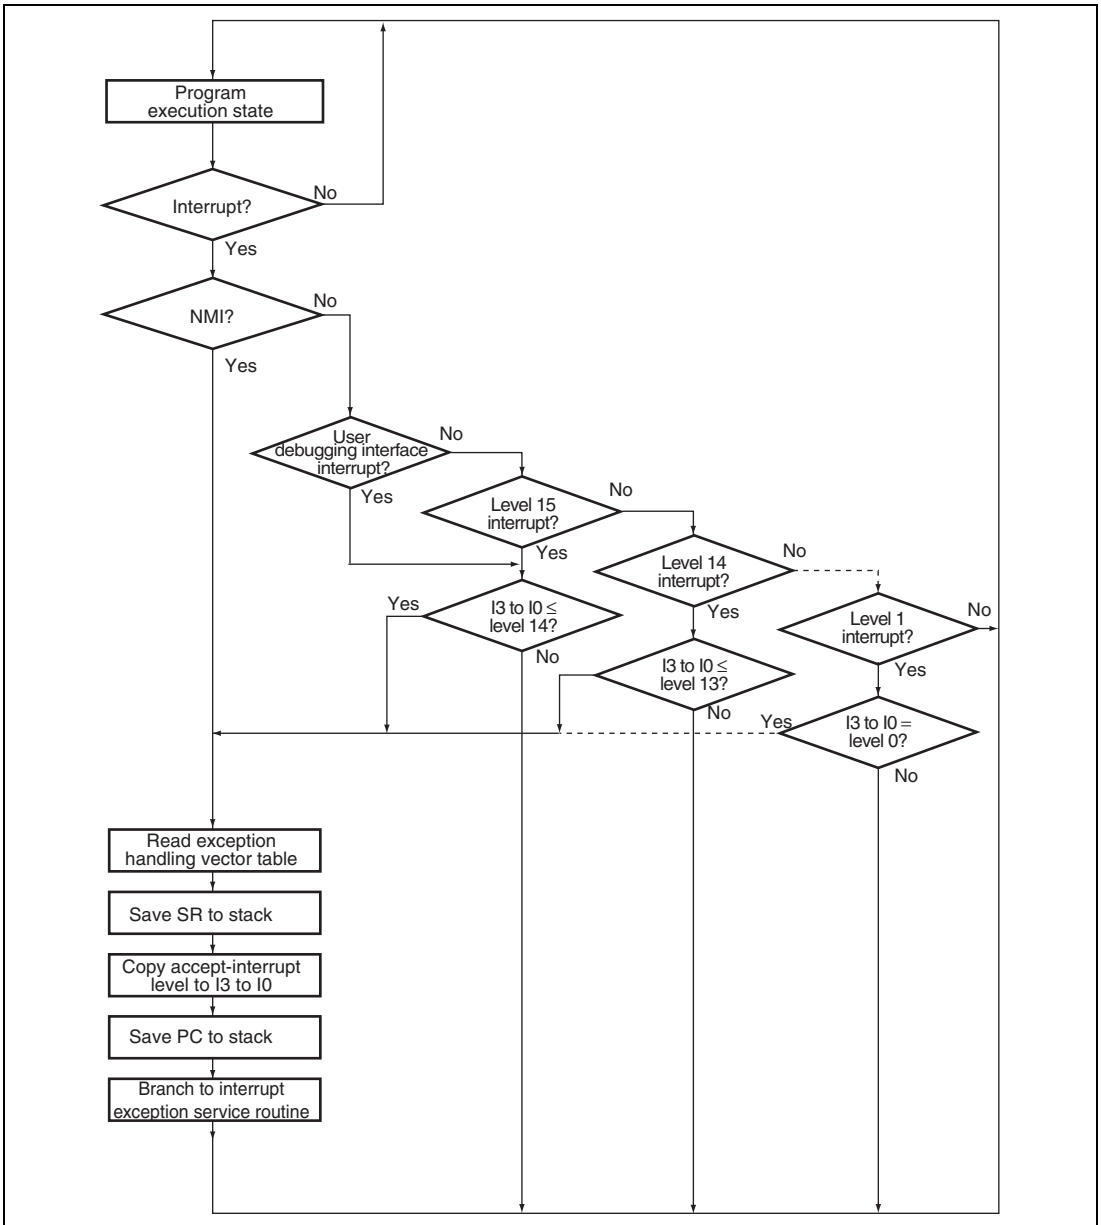 Program
execution state
Interrupt?
No
Yes
NMI?
No
Yes
User
debugging interface
interrupt?
No
Yes
Level 15
interrupt?
No
Yes
Level 14
interrupt?
No
Yes
Level 1
interrupt?
No
Yes
I3 to I0 ≤
level 14?
Yes
No
I3 to I0 ≤
level 13?
No
Yes
I3 to I0 =
level 0?
No
Read exception
handling vector table
Save SR to stack
Copy accept-interrupt
level to I3 to I0
Save PC to stack
Branch to interrupt
exception service routine